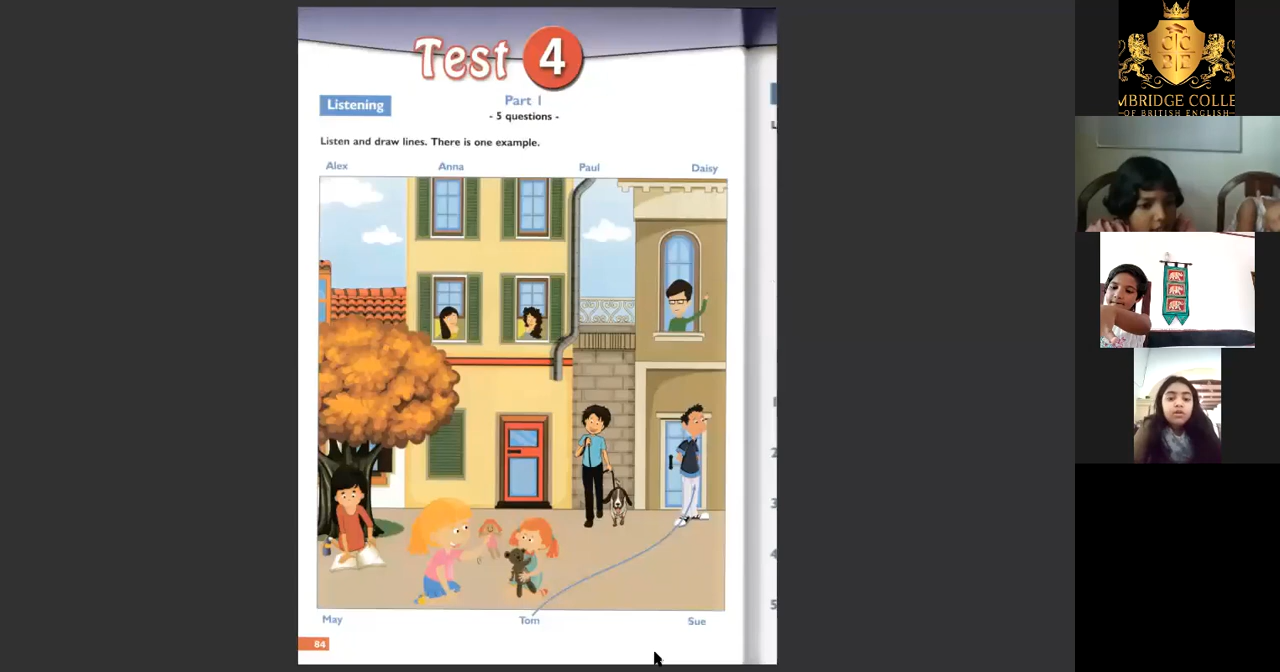 Test 4
Listening
Part 1
- 5 questions -
Listen and draw lines. There is one example.
Alex Anna Paul Daisy
May Tom Sue
84
MBRIDGE COLLE
OF BRITISH ENGLISH